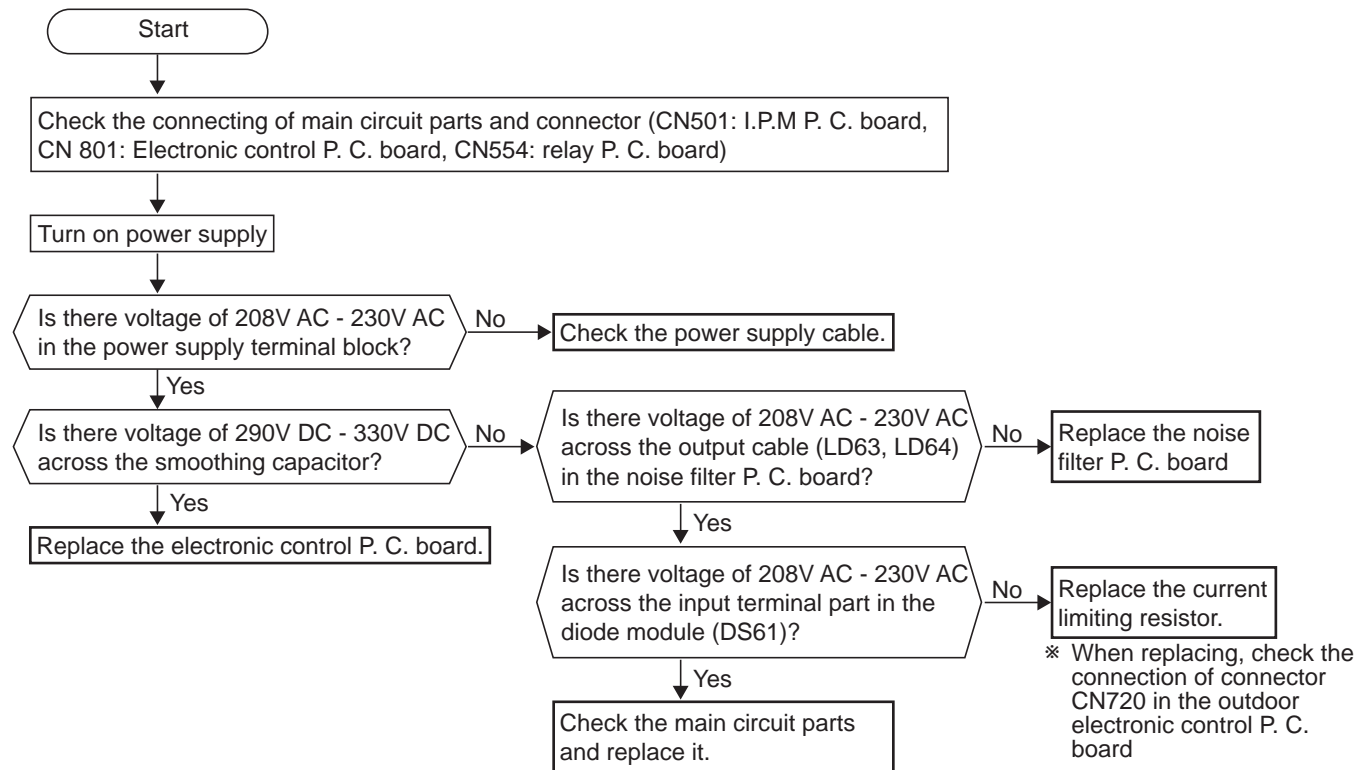 Start
Check the connecting of main circuit parts and connector (CN501: I.P.M P. C. board,
CN 801: Electronic control P. C. board, CN554: relay P. C. board)
Turn on power supply
Is there voltage of 208V AC - 230V AC
in the power supply terminal block?
No
Check the power supply cable.
Yes
Is there voltage of 290V DC - 330V DC
across the smoothing capacitor?
No
Is there voltage of 208V AC - 230V AC
across the output cable (LD63, LD64)
in the noise filter P. C. board?
No
Replace the noise
filter P. C. board
Yes
Replace the electronic control P. C. board.
Yes
Is there voltage of 208V AC - 230V AC
across the input terminal part in the
diode module (DS61)?
No
Replace the current
limiting resistor.
※ When replacing, check the
connection of connector
CN720 in the outdoor
electronic control P. C.
board
Yes
Check the main circuit parts
and replace it.